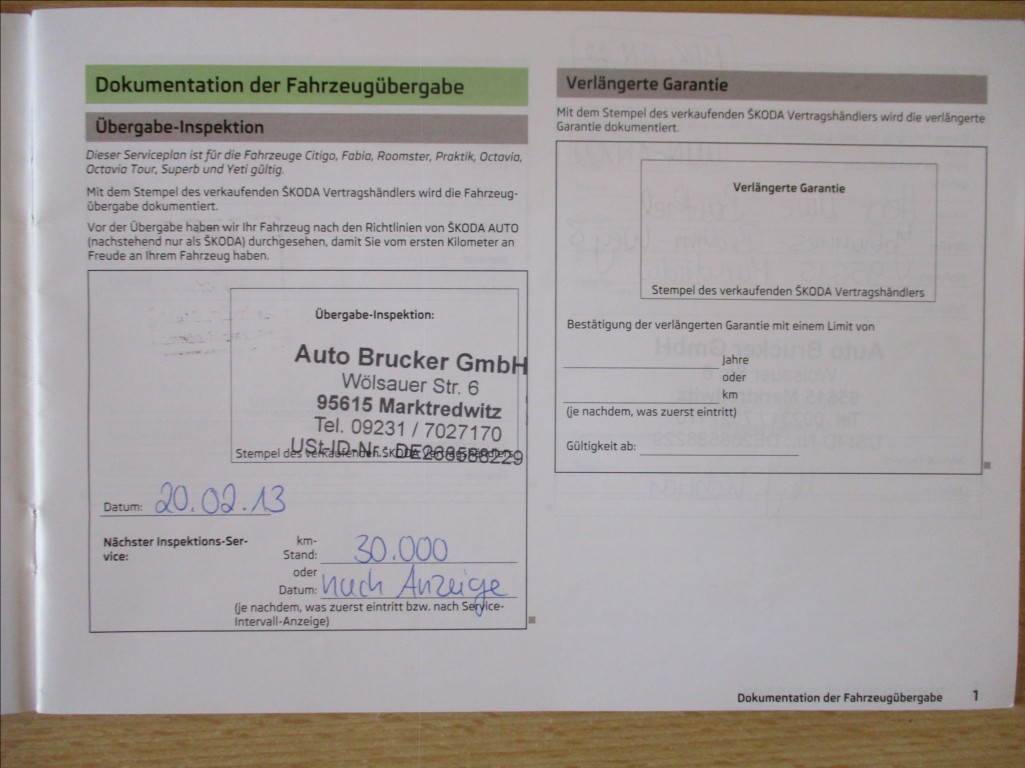 Dokumentation der Fahrzeugübergabe
Übergabe-Inspektion
Dieser Serviceplan ist für die Fahrzeuge Citigo, Fabia, Roomster, Praktik, Octavia,
Octavia Tour, Superb und Yeti gültig.
Mit dem Stempel des verkaufenden ŠKODA Vertragshändlers wird die Fahrzeug-
übergabe dokumentiert.
Vor der Übergabe haben wir Ihr Fahrzeug nach den Richtlinien von ŠKODA AUTO
(nachstehend nur als ŠKODA) durchgesehen, damit Sie vom ersten Kilometer an
Freude an Ihrem Fahrzeug haben.
Übergabe-Inspektion:
Auto Brucker GmbH
Wölsauer Str. 6
95615 Marktredwitz
Tel. 09231 / 7027170
USt-ID-Nr.: DE268588229
Stempel des verkaufenden ŠKODA Vertragshändlers
Datum: 20.02.13
Nächster Inspektions-Ser-
vice:
km-
Stand: 30.000
oder
Datum: nach Anzeige
(je nachdem, was zuerst eintritt bzw. nach Service-
Intervall-Anzeige)
Verlängerte Garantie
Mit dem Stempel des verkaufenden ŠKODA Vertragshändlers wird die verlängerte
Garantie dokumentiert.
Verlängerte Garantie
Stempel des verkaufenden ŠKODA Vertragshändlers
Bestätigung der verlängerten Garantie mit einem Limit von
Jahre
oder
km
(je nachdem, was zuerst eintritt)
Gültigkeit ab:
Dokumentation der Fahrzeugübergabe 1